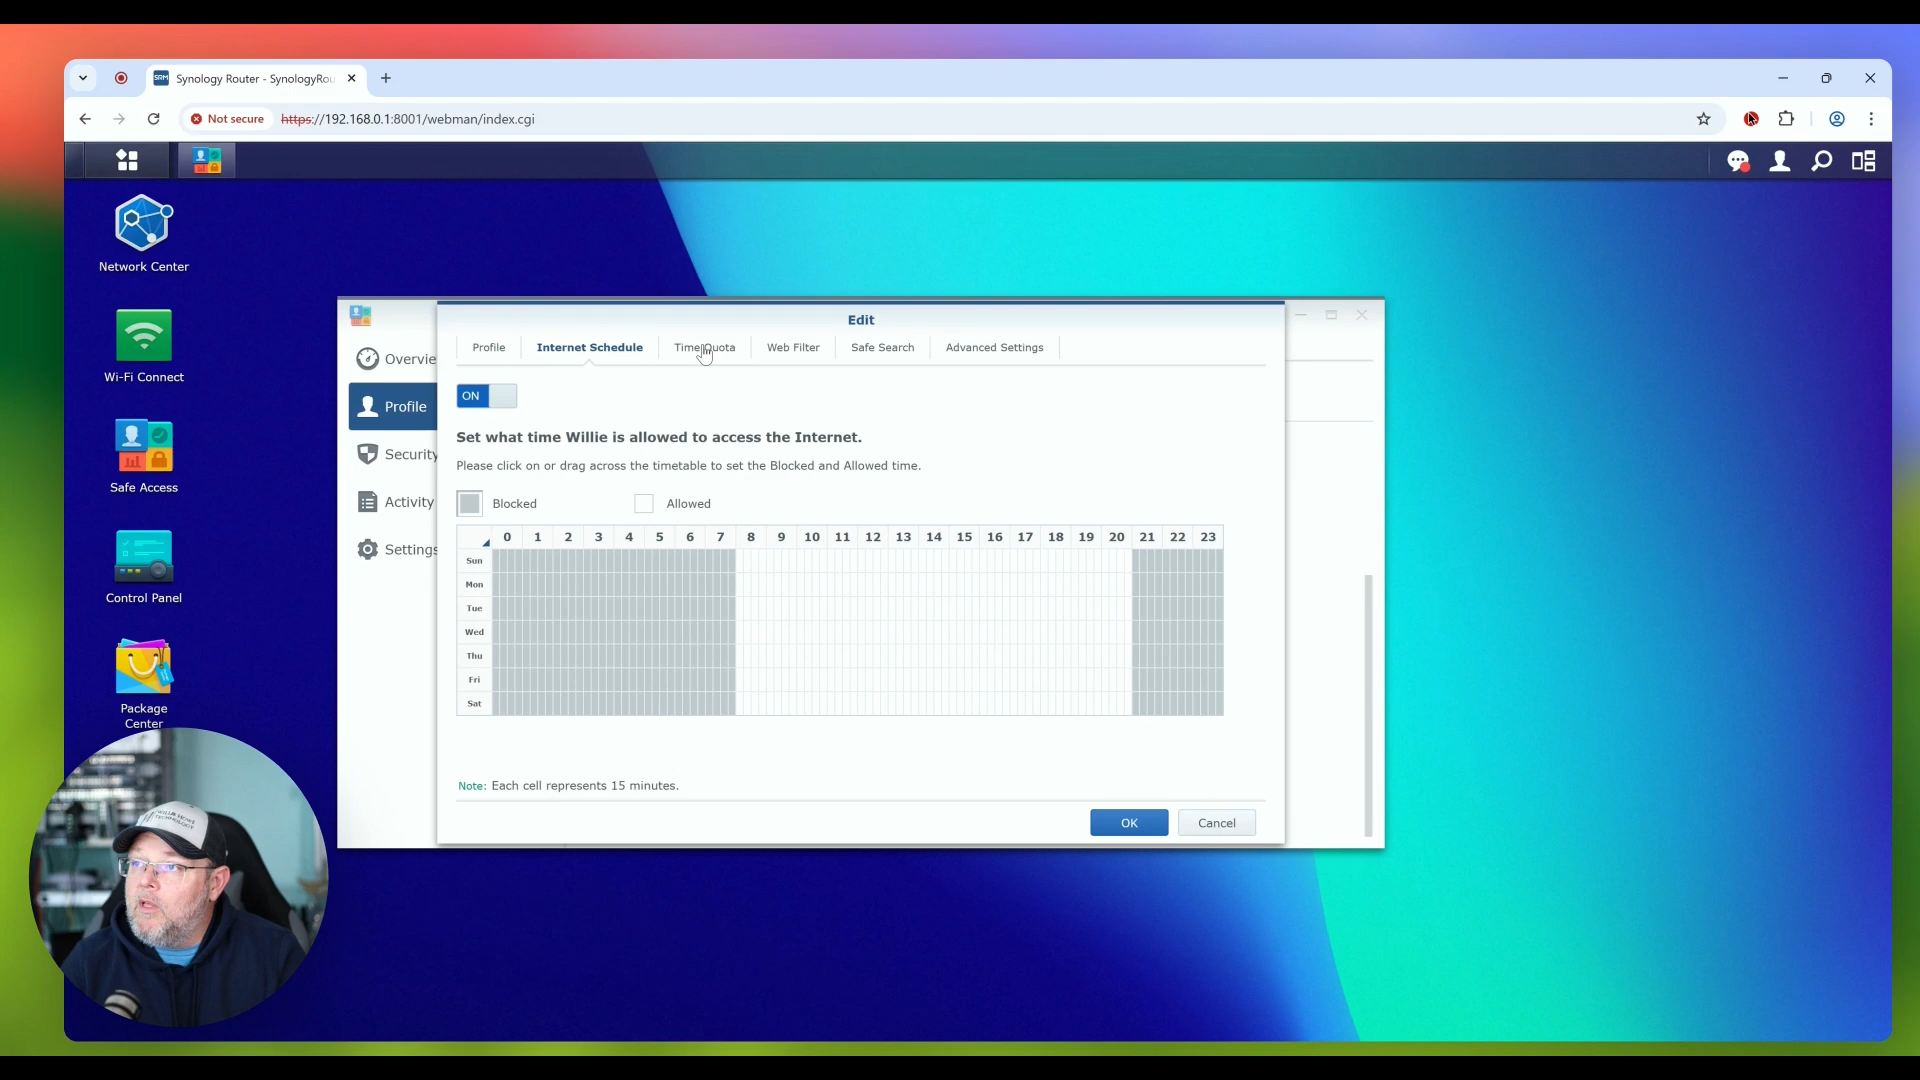 Synology Router - SynologyRou
Not secure
https://192.168.0.1:8001/webman/index.cgi
Network Center
Wi-Fi Connect
Safe Access
Control Panel
Package
Center
Overvie
Profile
Security
Activity
Settings
Edit
Profile
Internet Schedule
Time Quota
Web Filter
Safe Search
Advanced Settings
ON
Set what time Willie is allowed to access the Internet.
Please click on or drag across the timetable to set the Blocked and Allowed time.
Blocked
Allowed
0 1 2 3 4 5 6 7 8 9 10 11 12 13 14 15 16 17 18 19 20 21 22 23
Sun
Mon
Tue
Wed
Thu
Fri
Sat
Note: Each cell represents 15 minutes.
OK
Cancel